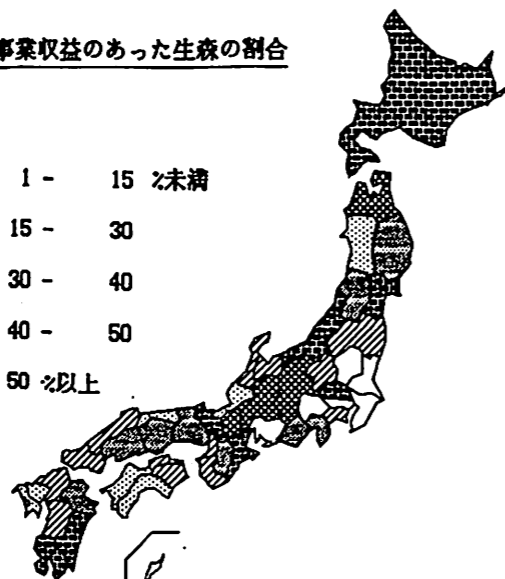 事業収益のあった生森の割合
1 - 15 %未満
15 - 30
30 - 40
40 - 50
50 %以上